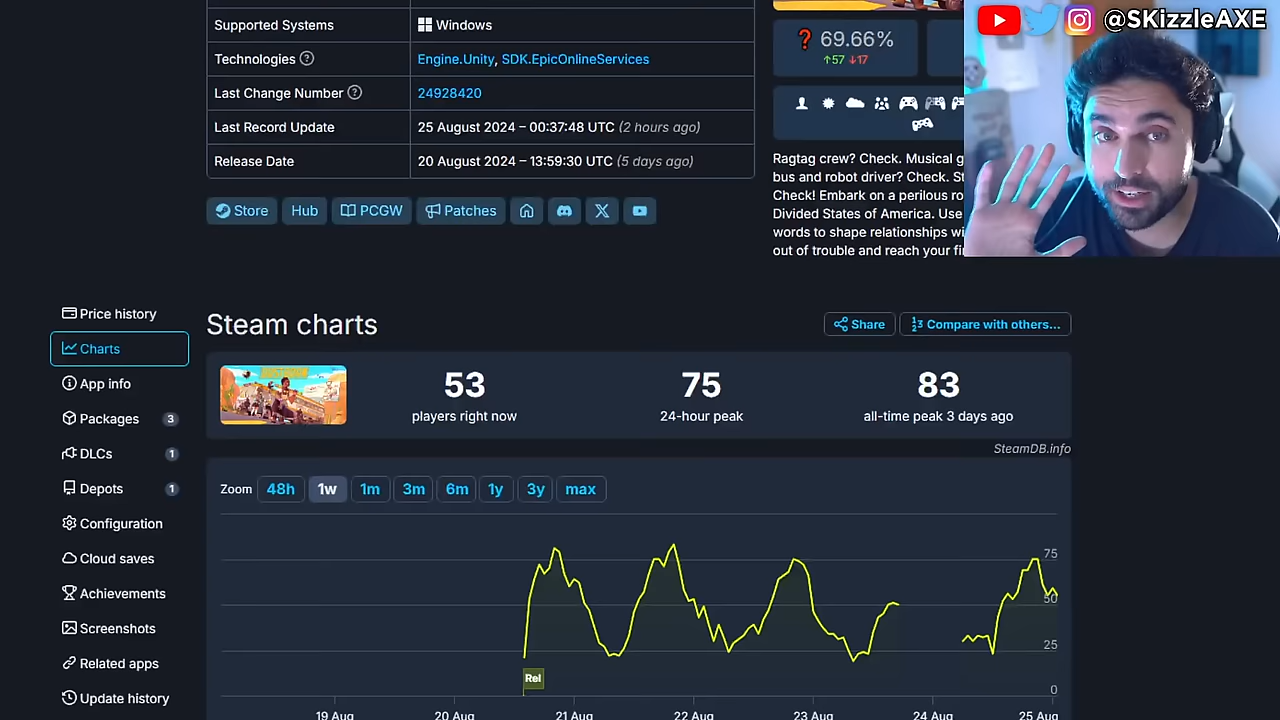 @SKizzleAXE
Supported Systems Windows
Technologies Engine.Unity, SDK.EpicOnlineServices
Last Change Number 24928420
Last Record Update 25 August 2024 – 00:37:48 UTC (2 hours ago)
Release Date 20 August 2024 – 13:59:30 UTC (5 days ago)
Store Hub PCGW Patches
69.66%
↑57 ↓17
Ragtag crew? Check. Musical g
bus and robot driver? Check. St
Check! Embark on a perilous ro
Divided States of America. Use
words to shape relationships wi
out of trouble and reach your fi
Price history
Charts
App info
Packages 3
DLCs 1
Depots 1
Configuration
Cloud saves
Achievements
Screenshots
Related apps
Update history
Steam charts
Share Compare with others...
53 75 83
players right now 24-hour peak all-time peak 3 days ago
SteamDB.info
Zoom 48h 1w 1m 3m 6m 1y 3y max
75
50
25
0
Rel
19 Aug 20 Aug 21 Aug 22 Aug 23 Aug 24 Aug 25 Aug